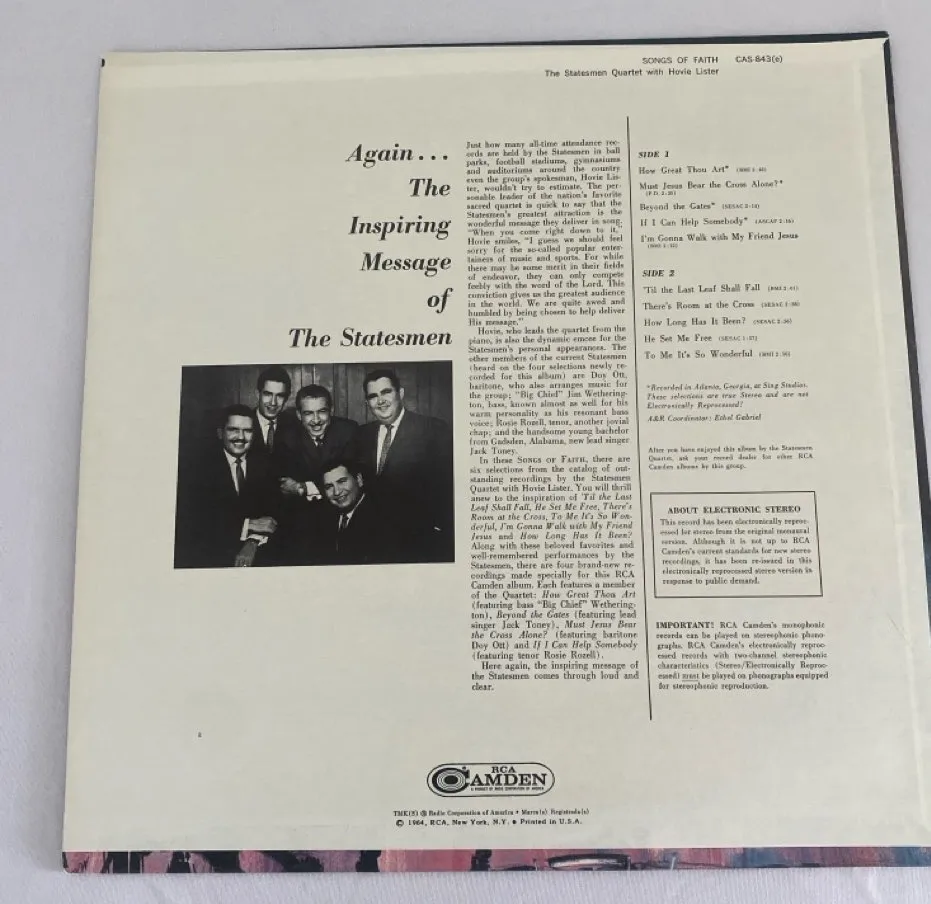 SONGS OF FAITH CAS-843(e)
The Statesmen Quartet with Hovie Lister
Again...
The
Inspiring
Message
of
The Statesmen
Just how many all-time attendance rec-
ords are held by the Statesmen in ball
parks, football stadiums, gymnasiums
and auditoriums around the country
even the group's spokesman, Hovie Lis-
ter, wouldn't try to estimate. The per-
sonable leader of the nation's favorite
sacred quartet is quick to say that the
Statesmen's greatest attraction is the
wonderful message they deliver in song.
"When you come right down to it,"
Hovie smiles, "I guess we should feel
sorry for the so-called popular enter-
tainers of music and sports. For while
there may be some merit in their fields
of endeavor, they can only compete
feebly with the word of the Lord. This
conviction gives us the greatest audience
in the world. We are quite awed and
humbled by being chosen to help deliver
His message."
Hovie, who leads the quartet from the
piano, is also the dynamic emcee for the
Statesmen's personal appearances. The
other members of the current Statesmen
(heard on the four selections newly re-
corded for this album) are Doy Ott,
baritone, who also arranges music for
the group; "Big Chief" Jim Wethering-
ton, bass, known almost as well for his
warm personality as his resonant bass
voice; Rosie Rozell, tenor, another jovial
chap; and the handsome young bachelor
from Gadsden, Alabama, new lead singer
Jack Toney.
In these SONGS OF FAITH, there are
six selections from the catalog of out-
standing recordings by the Statesmen
Quartet with Hovie Lister. You will thrill
anew to the inspiration of 'Til the Last
Leaf Shall Fall, He Set Me Free, There's
Room at the Cross, To Me It's So Won-
derful, I'm Gonna Walk with My Friend
Jesus and How Long Has It Been?
Along with these beloved favorites and
well-remembered performances by the
Statesmen, there are four brand-new re-
cordings made specially for this RCA
Camden album. Each features a member
of the Quartet: How Great Thou Art
(featuring bass "Big Chief" Wethering-
ton), Beyond the Gates (featuring lead
singer Jack Toney), Must Jesus Bear
the Cross Alone? (featuring baritone
Doy Ott) and If I Can Help Somebody
(featuring tenor Rosie Rozell).
Here again, the inspiring message of
the Statesmen comes through loud and
clear.
SIDE 1
How Great Thou Art*
Must Jesus Bear the Cross Alone?*
Beyond the Gates*
If I Can Help Somebody*
I'm Gonna Walk with My Friend Jesus
SIDE 2
'Til the Last Leaf Shall Fall
There's Room at the Cross
How Long Has It Been?
He Set Me Free
To Me It's So Wonderful
*Recorded in Atlanta, Georgia, at Sing Studios.
These selections are true Stereo and are not
Electronically Reprocessed
A&R Coordinator: Ethel Gabriel
After you have enjoyed this album by the Statesmen
Quartet, ask your record dealer for other RCA
Camden albums by this group.
ABOUT ELECTRONIC STEREO
This record has been electronically reproc-
essed for stereo from the original monaural
version. Although it is not up to RCA
Camden's current standards for new stereo
recordings, it has been re-issued in this
electronically reprocessed stereo version in
response to public demand.
IMPORTANT! RCA Camden's monophonic
records can be played on stereophonic phono-
graphs. RCA Camden's electronically reproc-
essed records with two-channel stereophonic
characteristics (Stereo/Electronically Reproc-
essed) must be played on phonographs equipped
for stereophonic reproduction.
RCA
CAMDEN
A PRODUCT OF RADIO CORPORATION OF AMERICA
TMK(S) ® Radio Corporation of America • Marca(s) Registrada(s)
© 1964, RCA, New York, N.Y. • Printed in U.S.A.